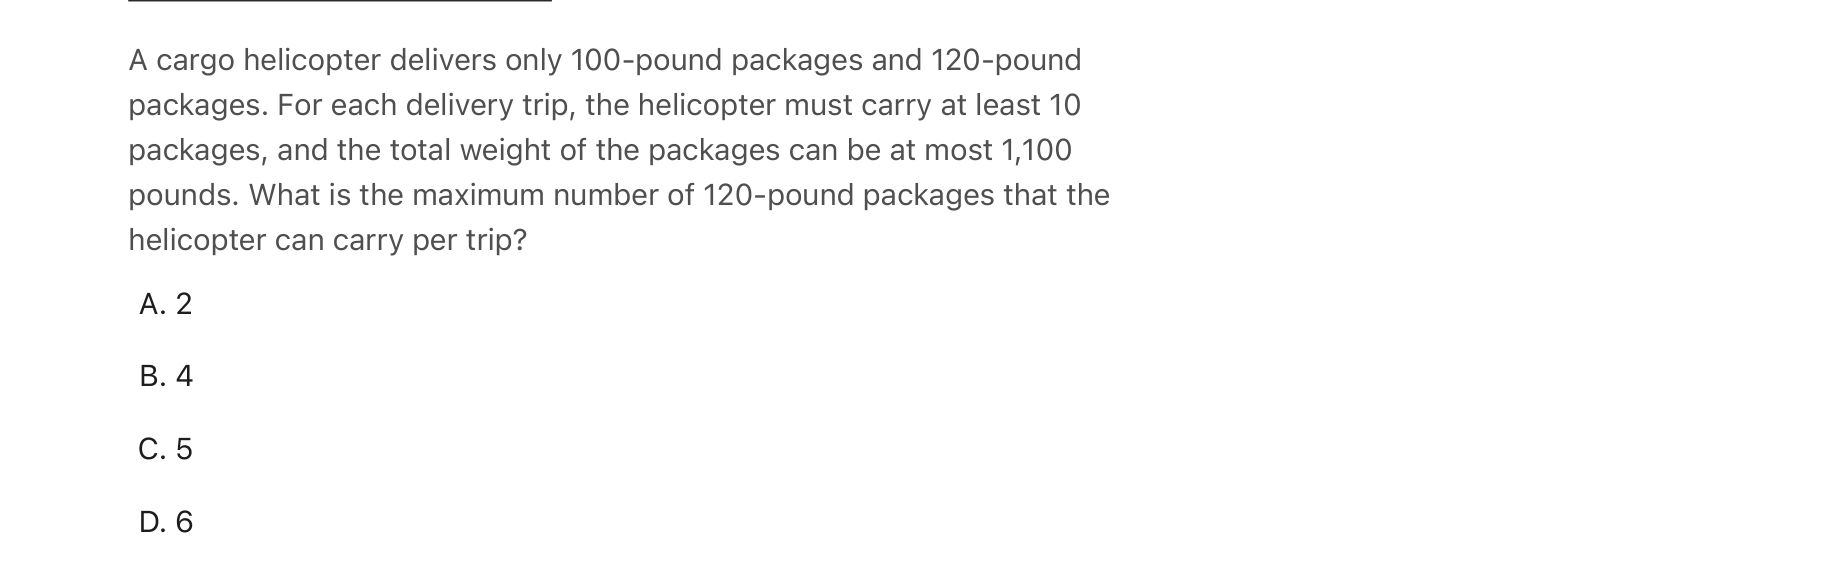 A cargo helicopter delivers only 100-pound packages and 120-pound
packages. For each delivery trip, the helicopter must carry at least 10
packages, and the total weight of the packages can be at most 1,100
pounds. What is the maximum number of 120-pound packages that the
helicopter can carry per trip?
A. 2
B. 4
C. 5
D. 6